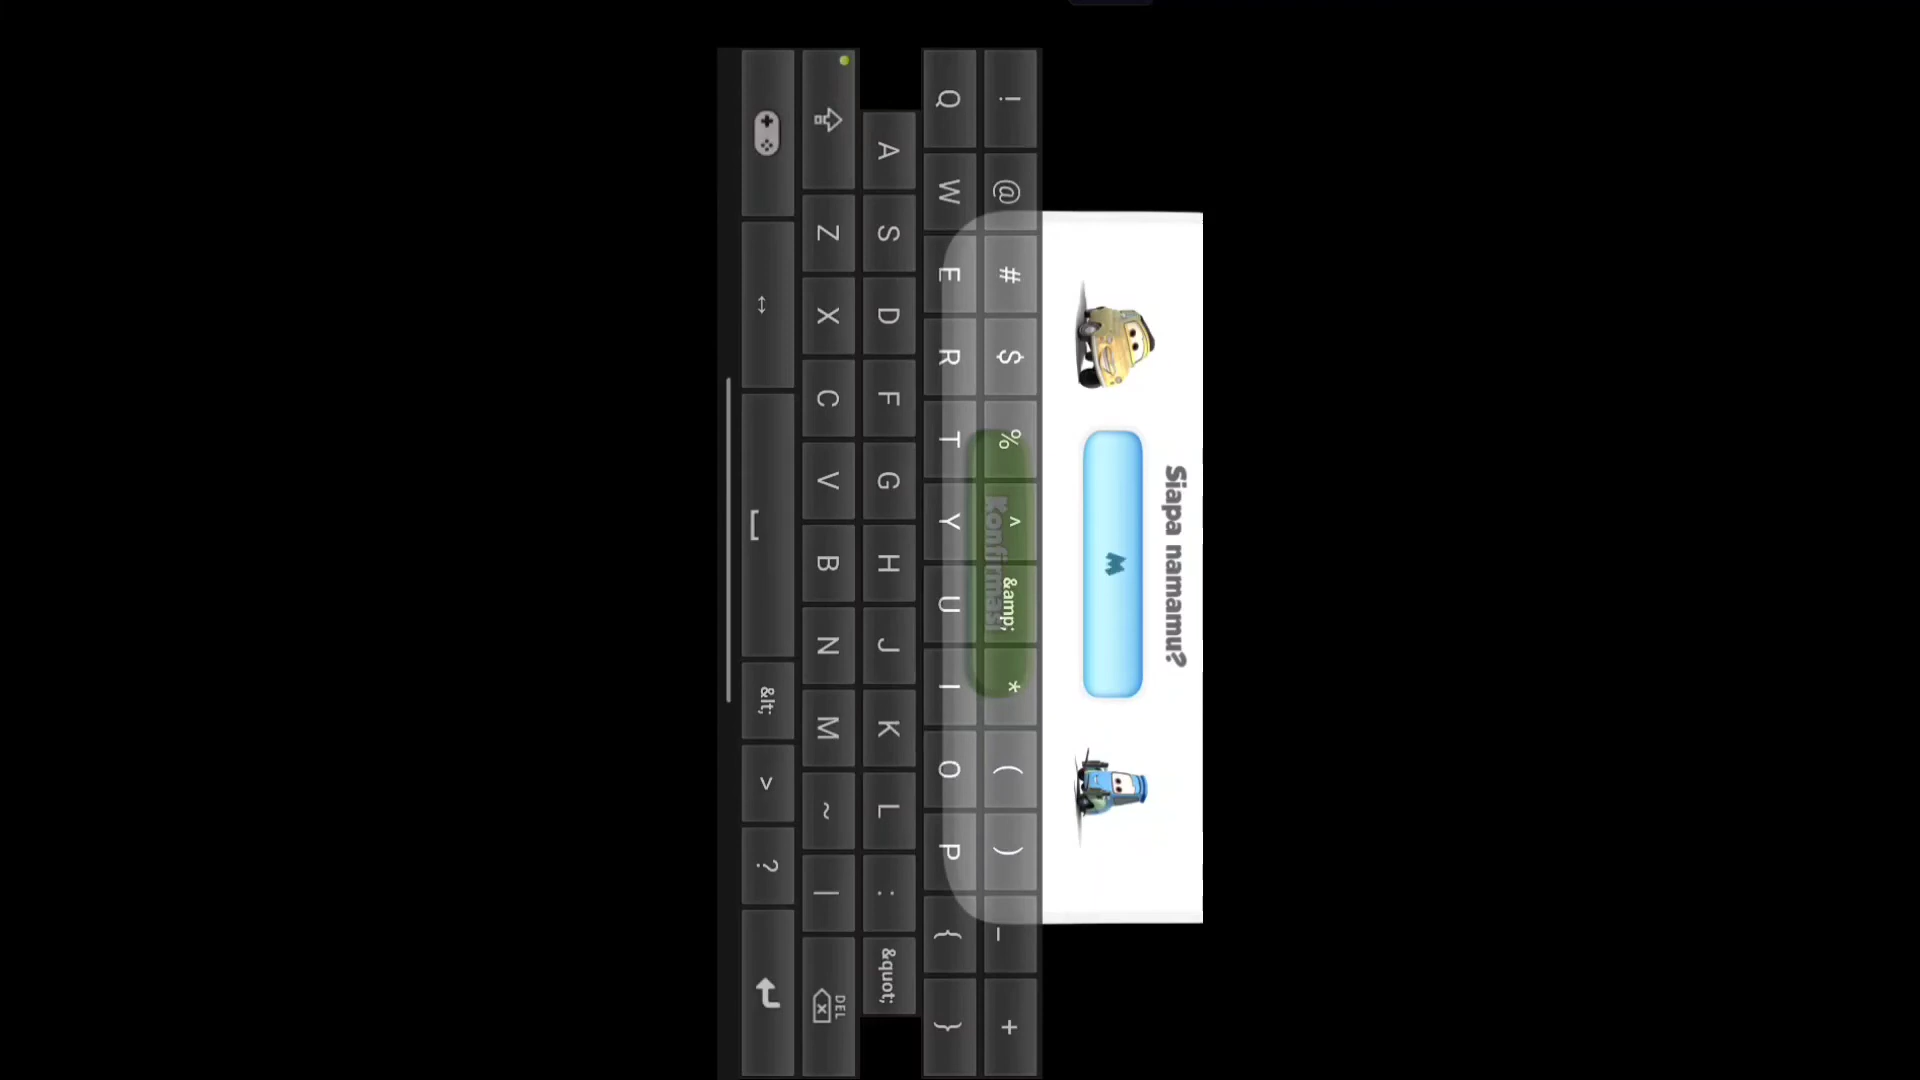 Siapa namamu?
M
Konfirmasi
! @ # $ % ^ &amp; * ( ) _ +
Q W E R T Y U I O P { }
A S D F G H J K L : &quot;
Z X C V B N M ~ | DEL
&lt; > ?